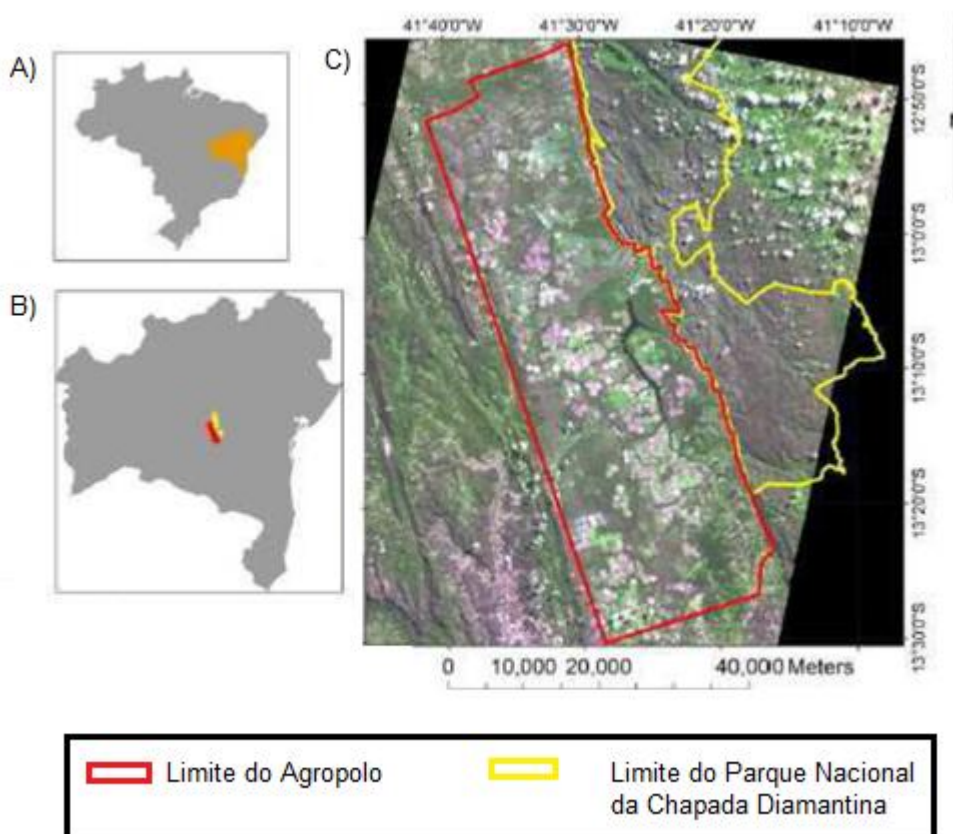 A)
B)
C)
41°40'0"W 41°30'0"W 41°20'0"W 41°10'0"W
12°50'0"S
13°0'0"S
13°10'0"S
13°20'0"S
13°30'0"S
0 10,000 20,000 40,000 Meters
Limite do Agropolo
Limite do Parque Nacional
da Chapada Diamantina